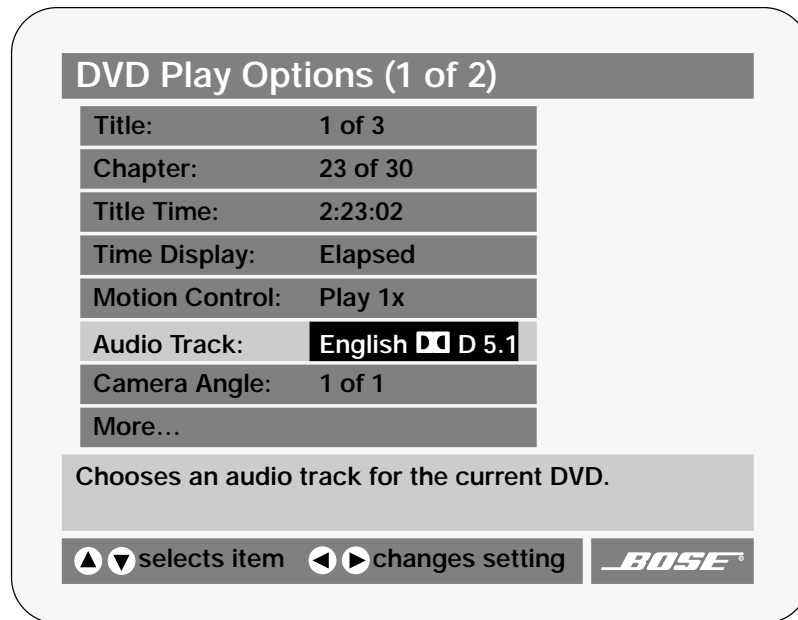 DVD Play Options (1 of 2)
Title: 1 of 3
Chapter: 23 of 30
Title Time: 2:23:02
Time Display: Elapsed
Motion Control: Play 1x
Audio Track: English D 5.1
Camera Angle: 1 of 1
More…
Chooses an audio track for the current DVD.
selects item changes setting BOSE®